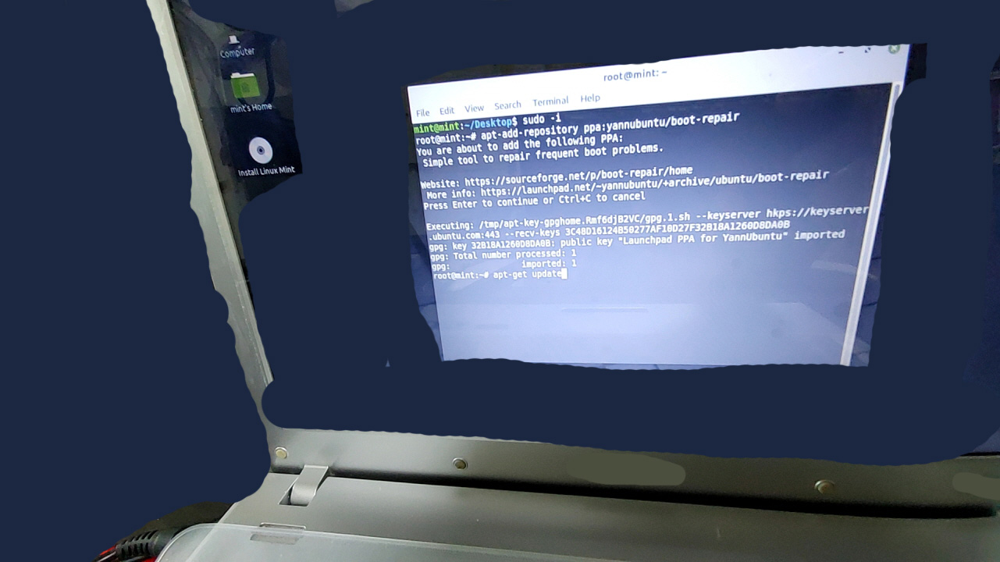 Computer
mint's Home
Install Linux Mint
root@mint: ~
File Edit View Search Terminal Help
mint@mint:~/Desktop$ sudo -i
root@mint:~# apt-add-repository ppa:yannubuntu/boot-repair
You are about to add the following PPA:
Simple tool to repair frequent boot problems.
Website: https://sourceforge.net/p/boot-repair/home
More info: https://launchpad.net/~yannubuntu/+archive/ubuntu/boot-repair
Press Enter to continue or Ctrl+C to cancel
Executing: /tmp/apt-key-gpghome.Rmf6djB2VC/gpg.1.sh --keyserver hkps://keyserver
.ubuntu.com:443 --recv-keys 3C48D16124B50277AF10D27F32B18A1260D8DA0B
gpg: key 32B18A1260D8DA0B: public key "Launchpad PPA for YannUbuntu" imported
gpg: Total number processed: 1
gpg: imported: 1
root@mint:~# apt-get update